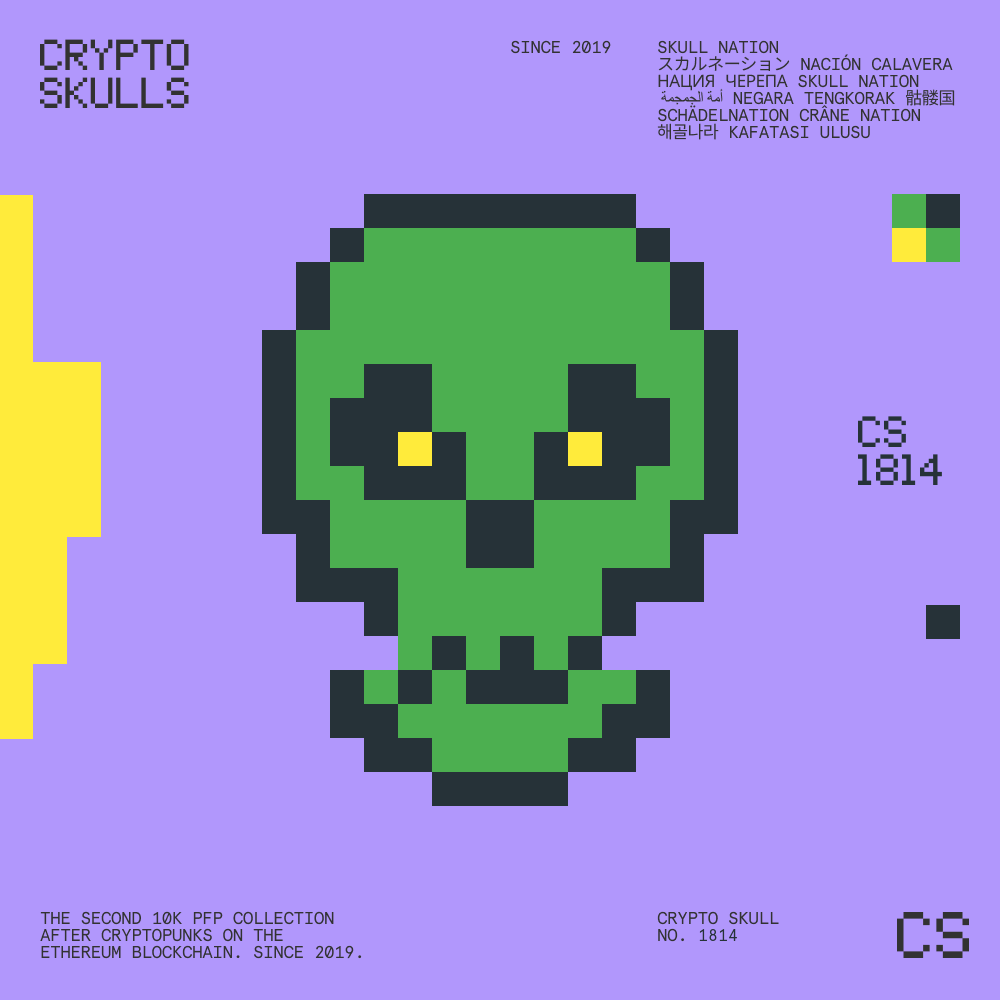 CRYPTO
SKULLS
SINCE 2019
SKULL NATION
スカルネーション NACIÓN CALAVERA
НАЦИЯ ЧЕРЕПА SKULL NATION
أمة الجمجمة NEGARA TENGKORAK 骷髅国
SCHÄDELNATION CRÂNE NATION
해골나라 KAFATASI ULUSU
CS
1814
THE SECOND 10K PFP COLLECTION
AFTER CRYPTOPUNKS ON THE
ETHEREUM BLOCKCHAIN. SINCE 2019.
CRYPTO SKULL
NO. 1814
CS